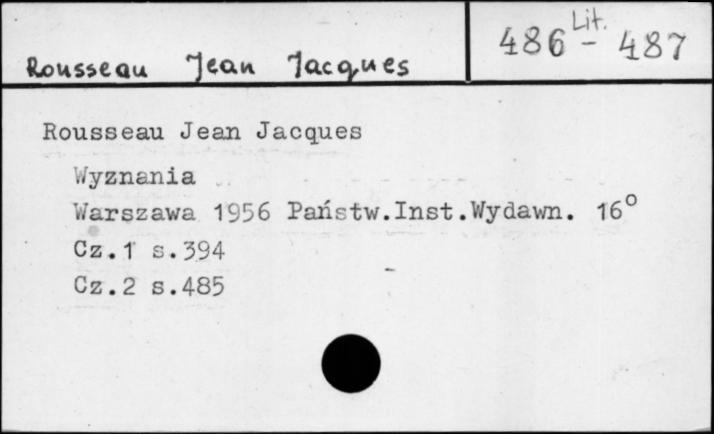 Rousseau Jean Jacques
Lit.
486 - 487
Rousseau Jean Jacques
Wyznania
Warszawa 1956 Państw.Inst.Wydawn. 16°
Cz.1 s.394
Cz.2 s.485